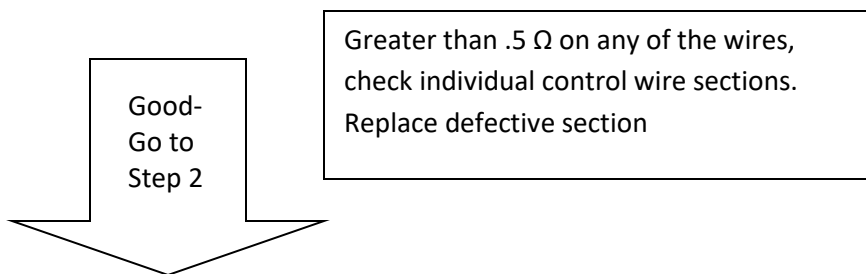 Greater than .5 Ω on any of the wires,
check individual control wire sections.
Replace defective section
Good-
Go to
Step 2